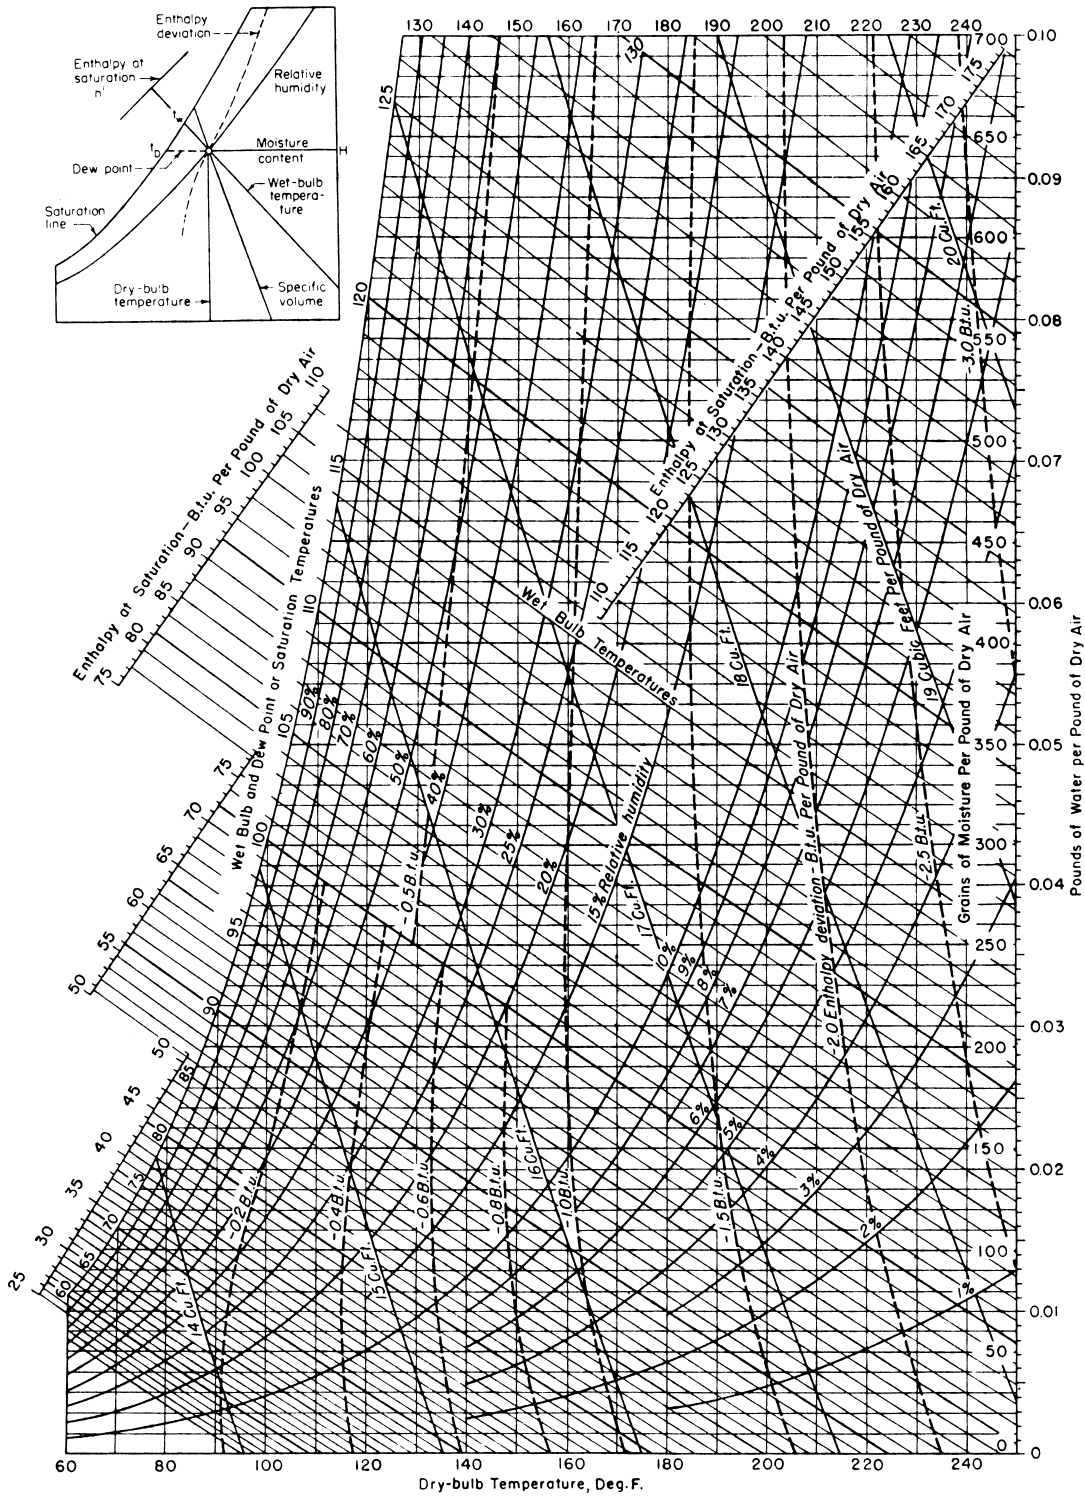 Enthalpy
deviation
Enthalpy at
saturation
n'
Relative
humidity
tw
tD
Moisture
content
H
Dew point
Wet-bulb
tempera-
ture
Saturation
line
Dry-bulb
temperature
Specific
volume
130 140 150 160 170 180 190 200 210 220 230 240
130
Enthalpy at Saturation – B.t.u. Per Pound of Dry Air
75 80 85 90 95 100 105 110
50 55 60 65 70 75
25 30 35 40 45 50
Wet Bulb and Dew Point or Saturation Temperatures
60 65 70 75 80 85 90 95 100 105 110 115 120 125
Enthalpy at Saturation – B.t.u. Per Pound of Dry Air
110 115 120 125 130 135 140 145 150 155 160 165 170 175
Wet Bulb Temperatures
90% 80% 70% 60% 50% 40% 30% 25% 20%
15% Relative humidity
10% 9% 8% 7% 6% 5% 4% 3% 2% 1%
14 Cu. Ft.
15 Cu. Ft.
16 Cu. Ft.
17 Cu. Ft.
18 Cu. Ft.
19 Cubic Feet Per Pound of Dry Air
20 Cu. Ft.
-0.2 B.t.u.
-0.4 B.t.u.
-0.5 B.t.u.
-0.6 B.t.u.
-0.8 B.t.u.
-1.0 B.t.u.
-1.5 B.t.u.
-2.0 Enthalpy deviation – B.t.u. Per Pound of Dry Air
-2.5 B.t.u.
-3.0 B.t.u.
Grains of Moisture Per Pound of Dry Air
0 50 100 150 200 250 300 350 400 450 500 550 600 650 700
Pounds of Water per Pound of Dry Air
0 0.01 0.02 0.03 0.04 0.05 0.06 0.07 0.08 0.09 0.10
60 80 100 120 140 160 180 200 220 240
Dry-bulb Temperature, Deg. F.